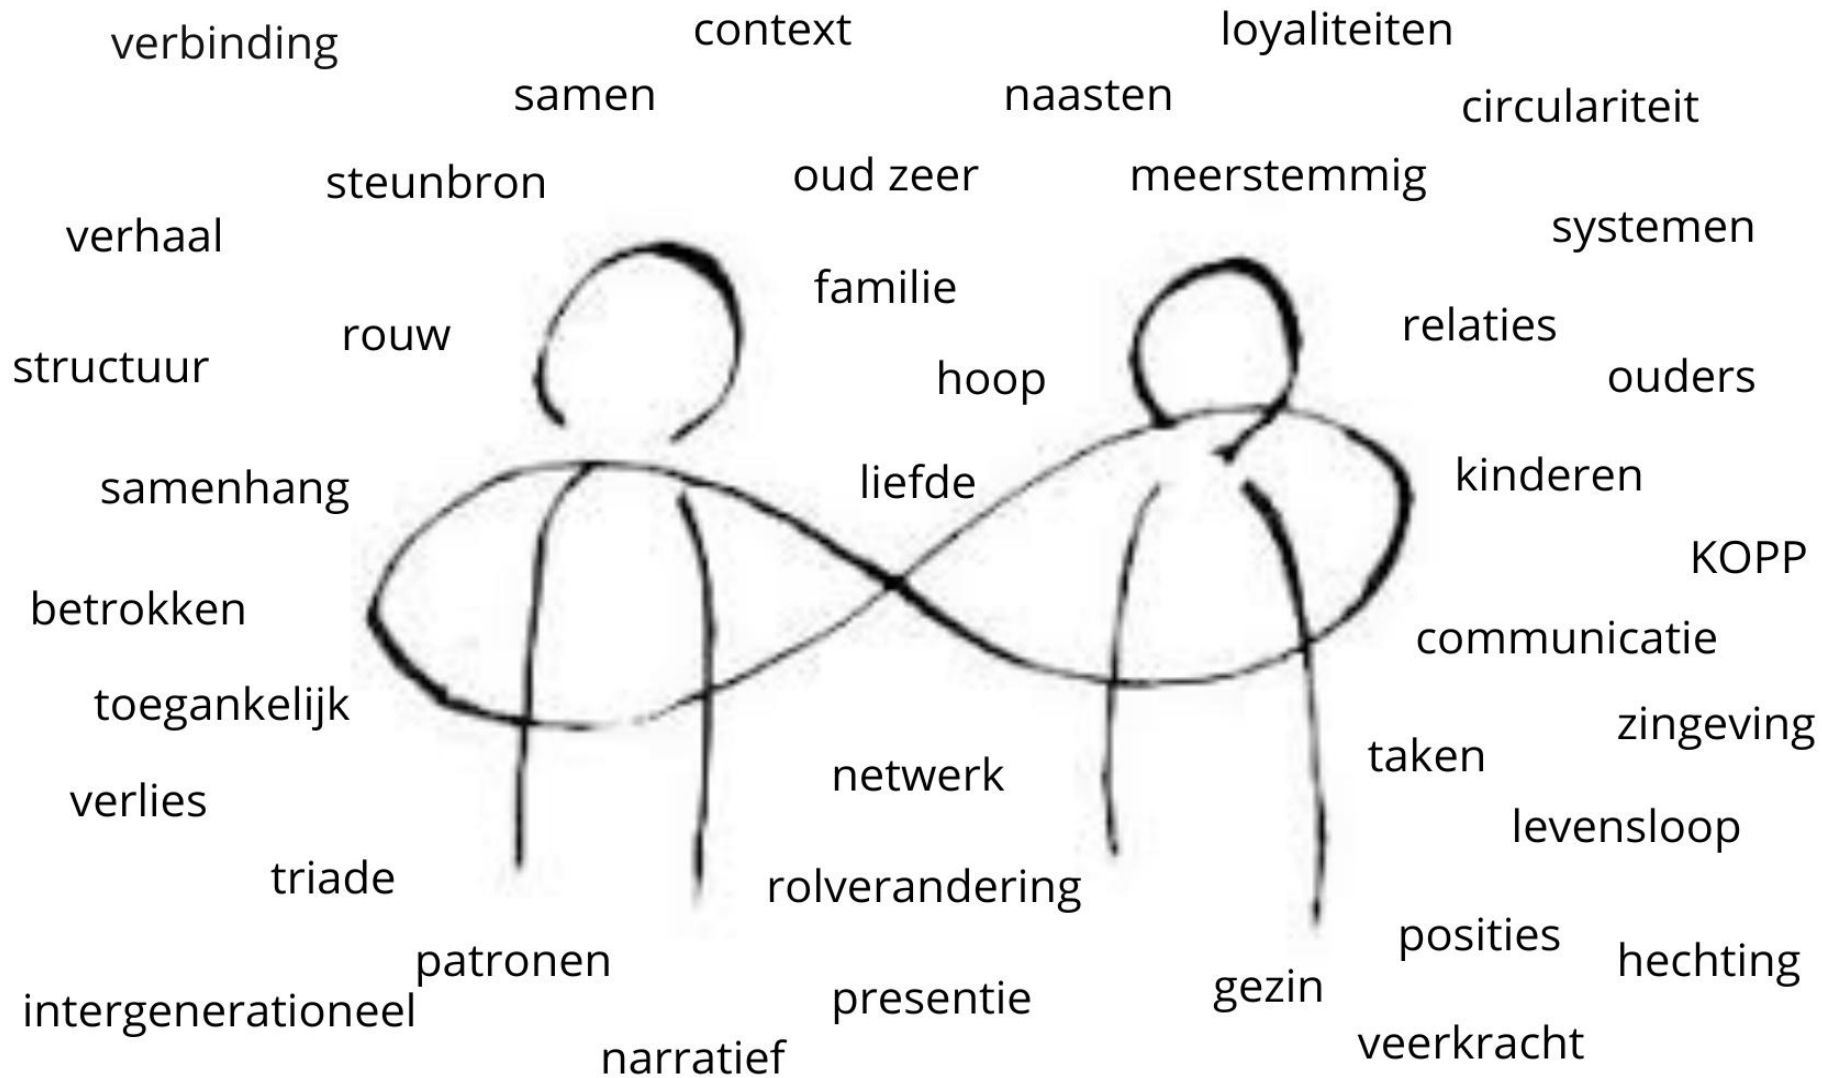 verbinding
context
loyaliteiten
samen
naasten
circulariteit
steunbron
oud zeer
meerstemmig
verhaal
systemen
familie
rouw
relaties
structuur
hoop
ouders
samenhang
liefde
kinderen
KOPP
betrokken
communicatie
toegankelijk
zingeving
netwerk
taken
verlies
levensloop
triade
rolverandering
posities
patronen
hechting
intergenerationeel
presentie
gezin
narratief
veerkracht